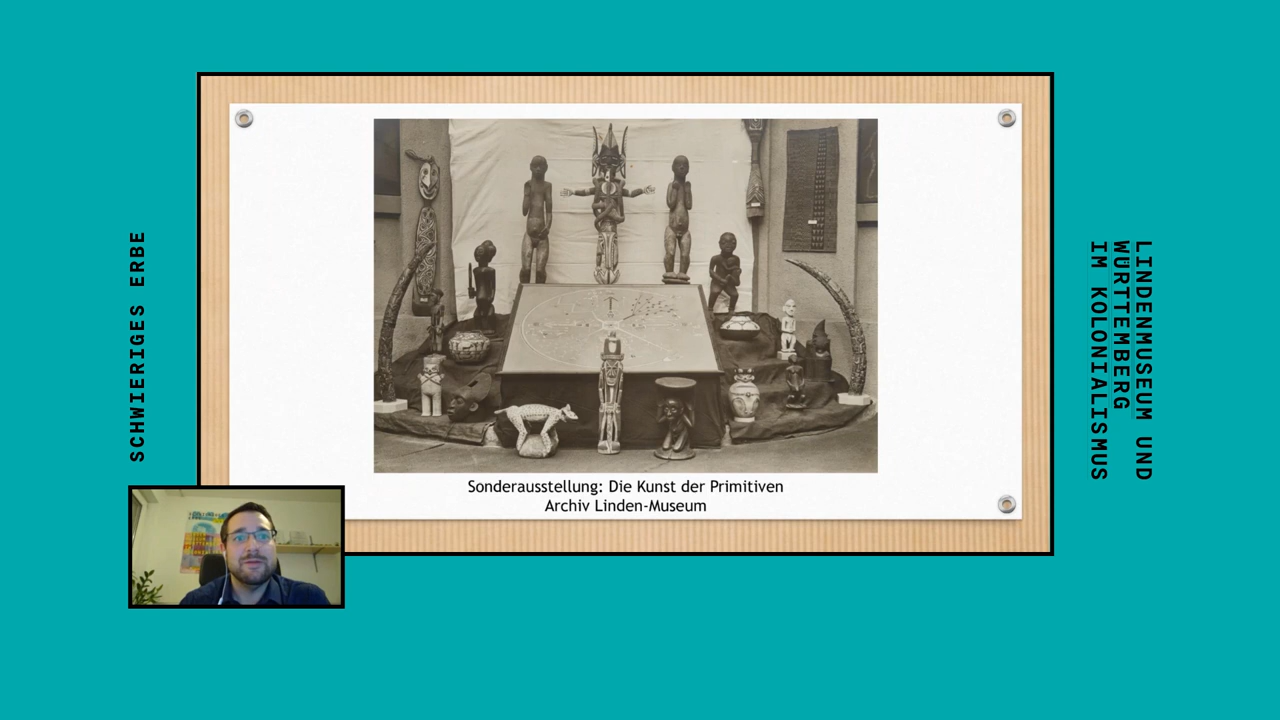 SCHWIERIGES ERBE
Sonderausstellung: Die Kunst der Primitiven
Archiv Linden-Museum
LINDENMUSEUM UND
WÜRTTEMBERG
IM KOLONIALISMUS